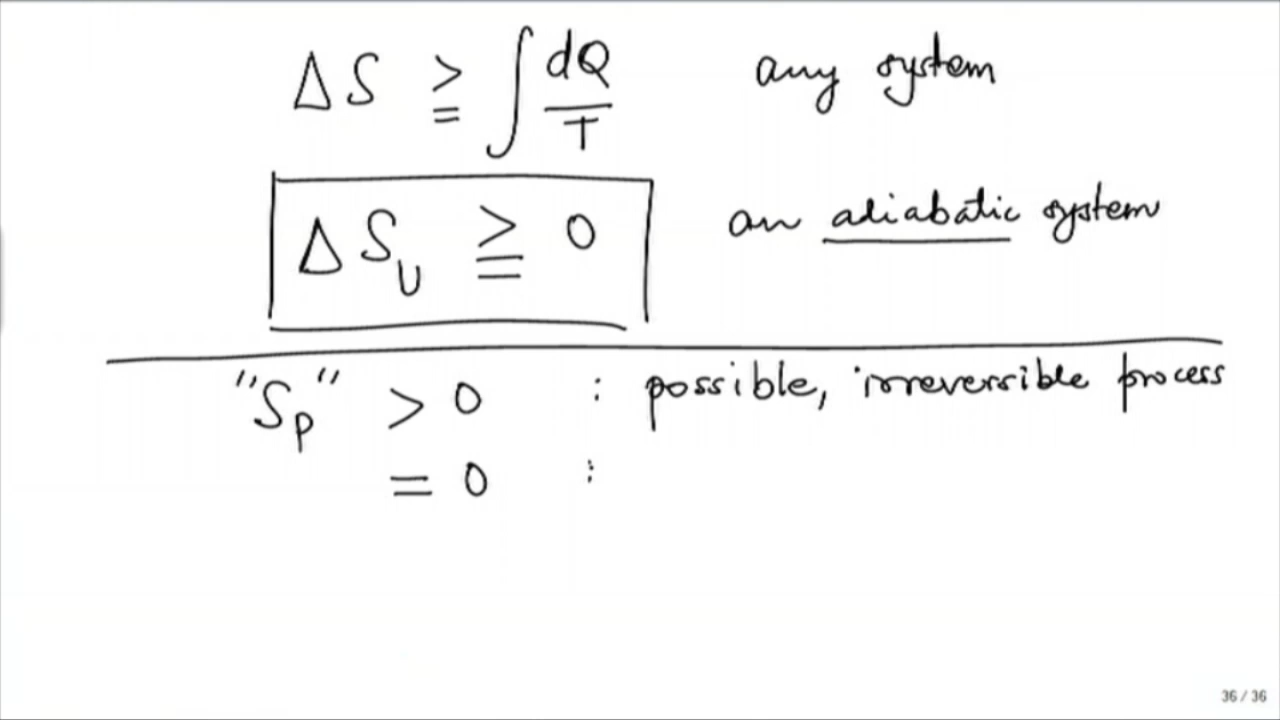 ΔS ≧ ∫ dQ/T any system
ΔS_U ≧ 0 an adiabatic system
"S_P" > 0 : possible, irreversible process
= 0 :
36 / 36